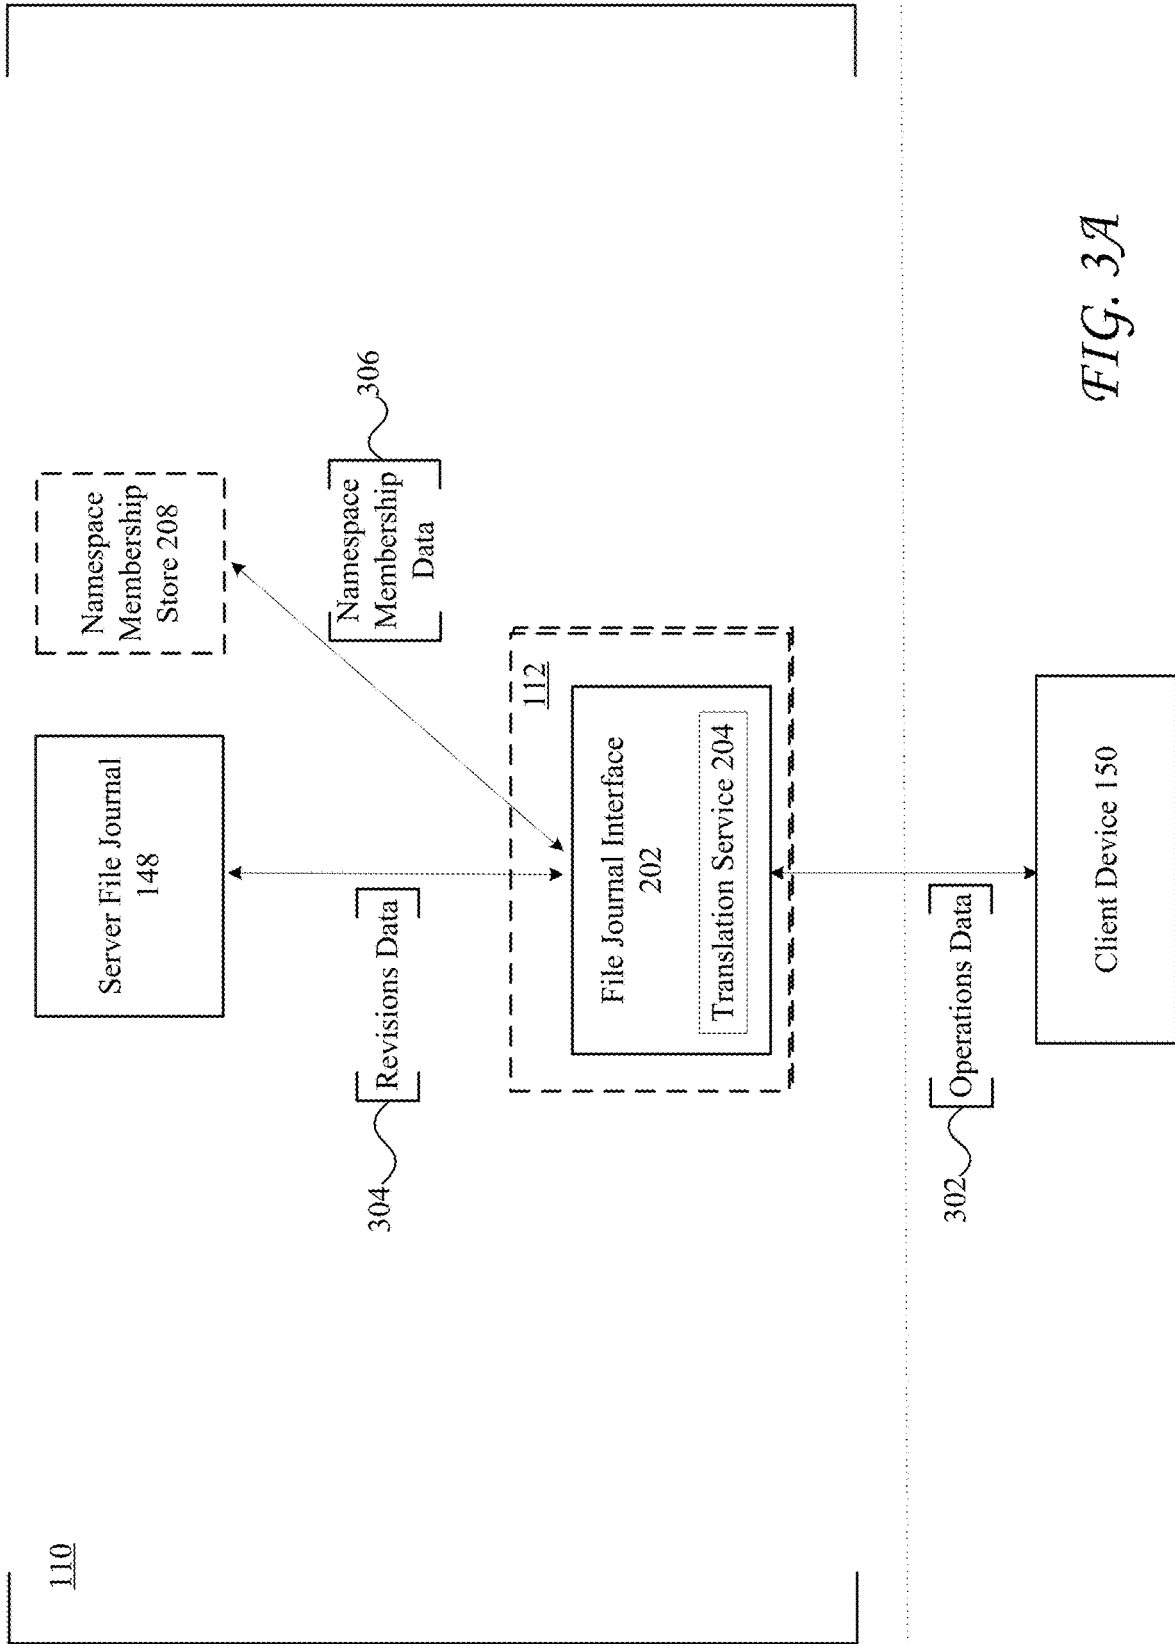 110
Server File Journal
148
Namespace
Membership
Store 208
304
Revisions Data
Namespace
Membership
Data
306
112
File Journal Interface
202
Translation Service 204
302
Operations Data
Client Device 150
FIG. 3A